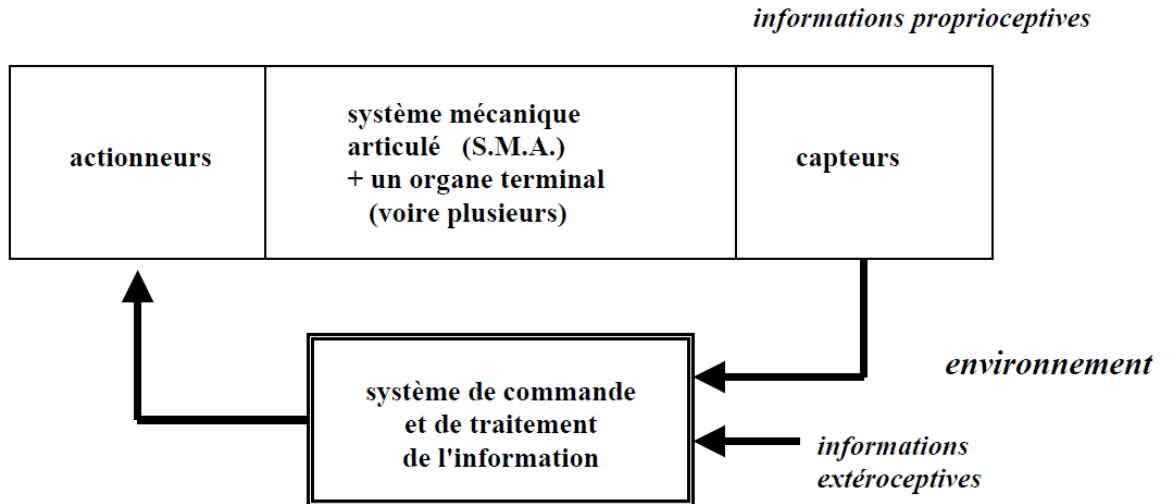 informations proprioceptives
actionneurs
système mécanique
articulé (S.M.A.)
+ un organe terminal
(voire plusieurs)
capteurs
environnement
système de commande
et de traitement
de l'information
informations
extéroceptives